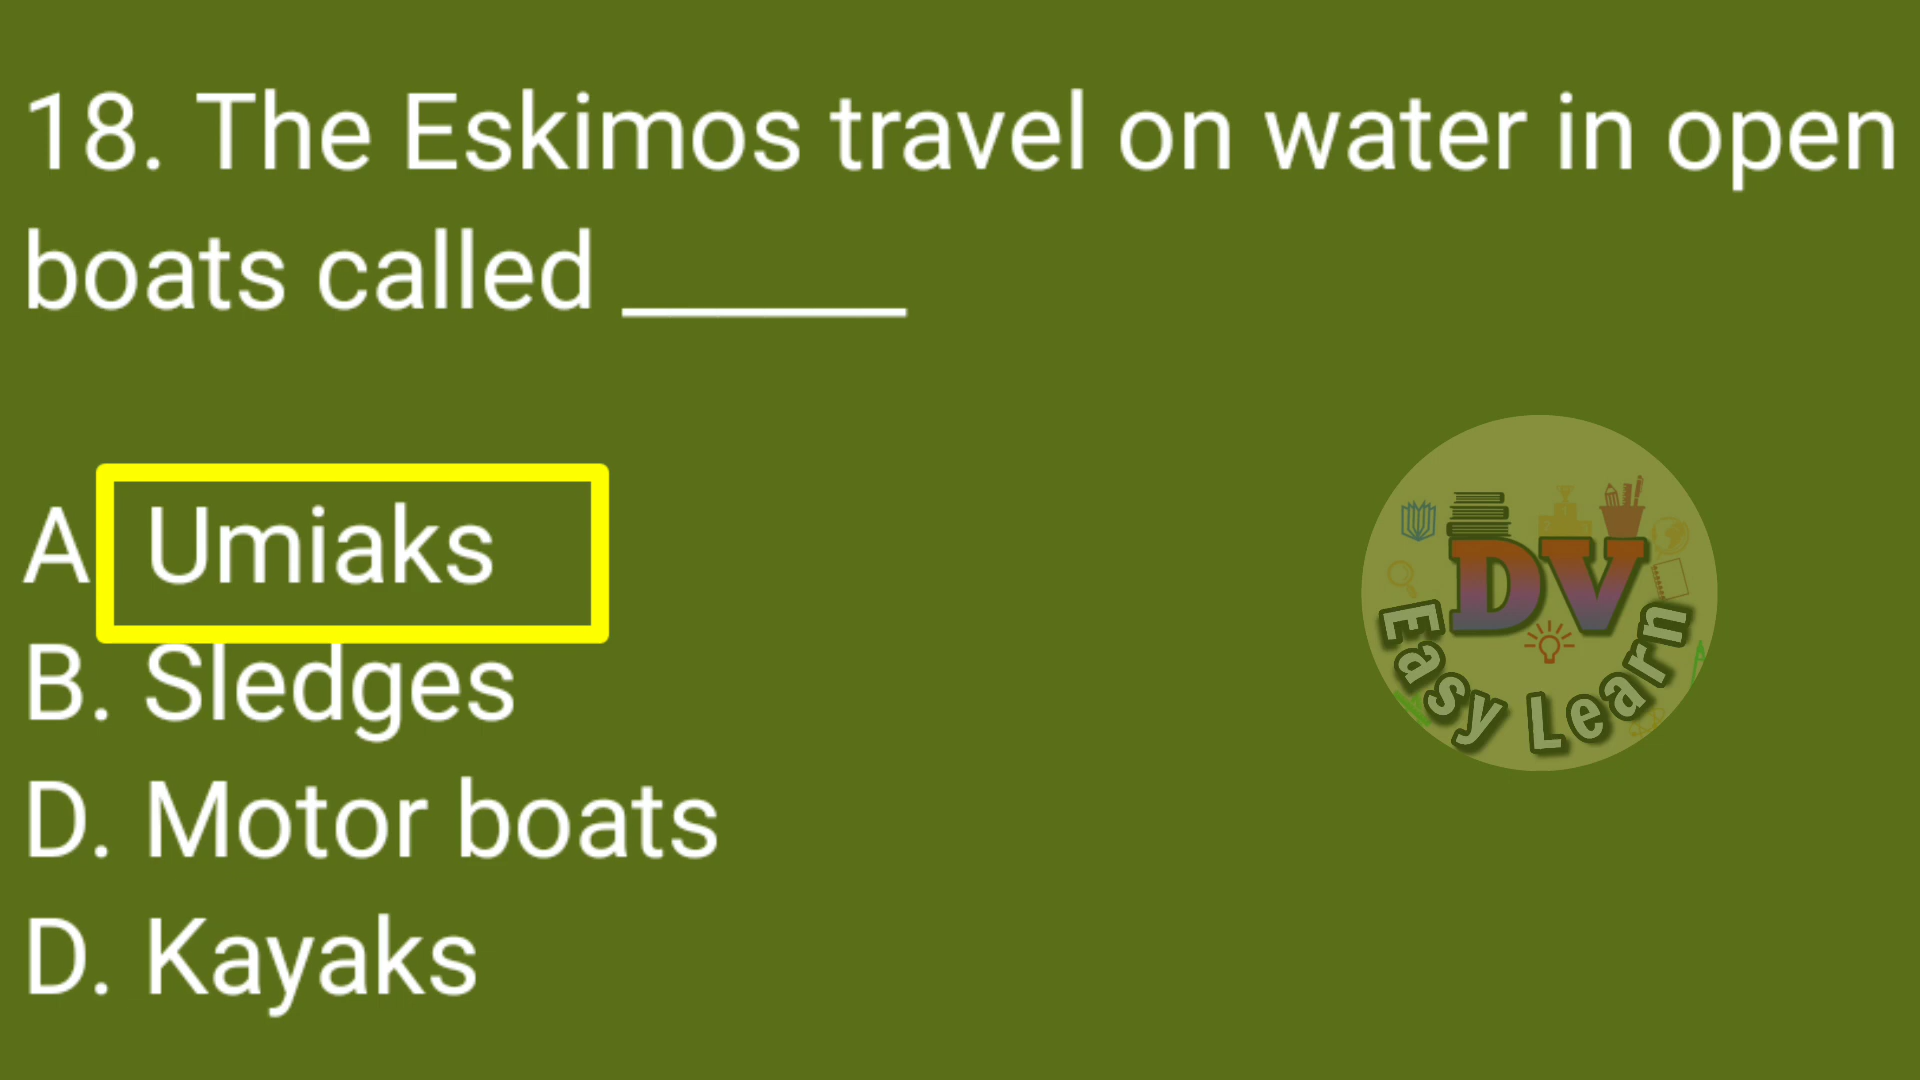 18. The Eskimos travel on water in open
boats called ______
A Umiaks
B. Sledges
D. Motor boats
D. Kayaks
DV
Easy Learn